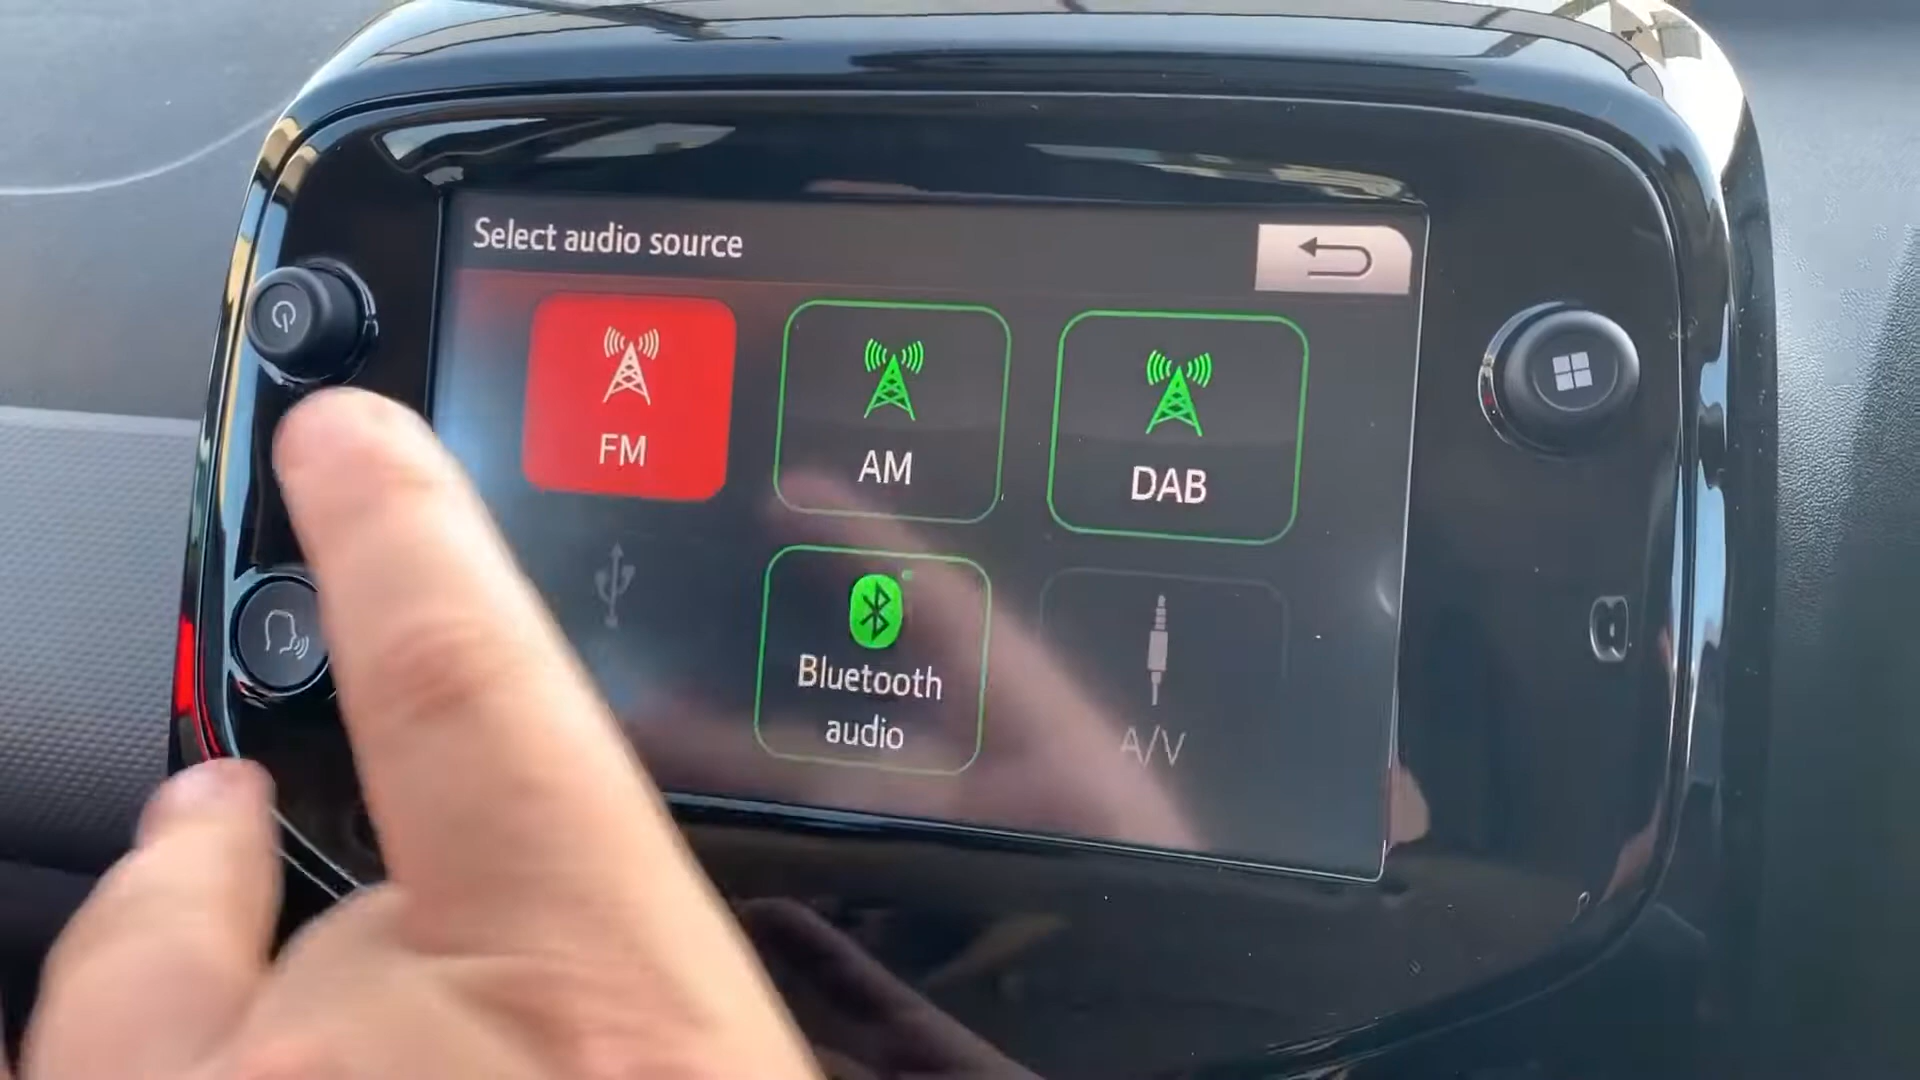 Select audio source
FM
AM
DAB
Bluetooth
audio
A/V